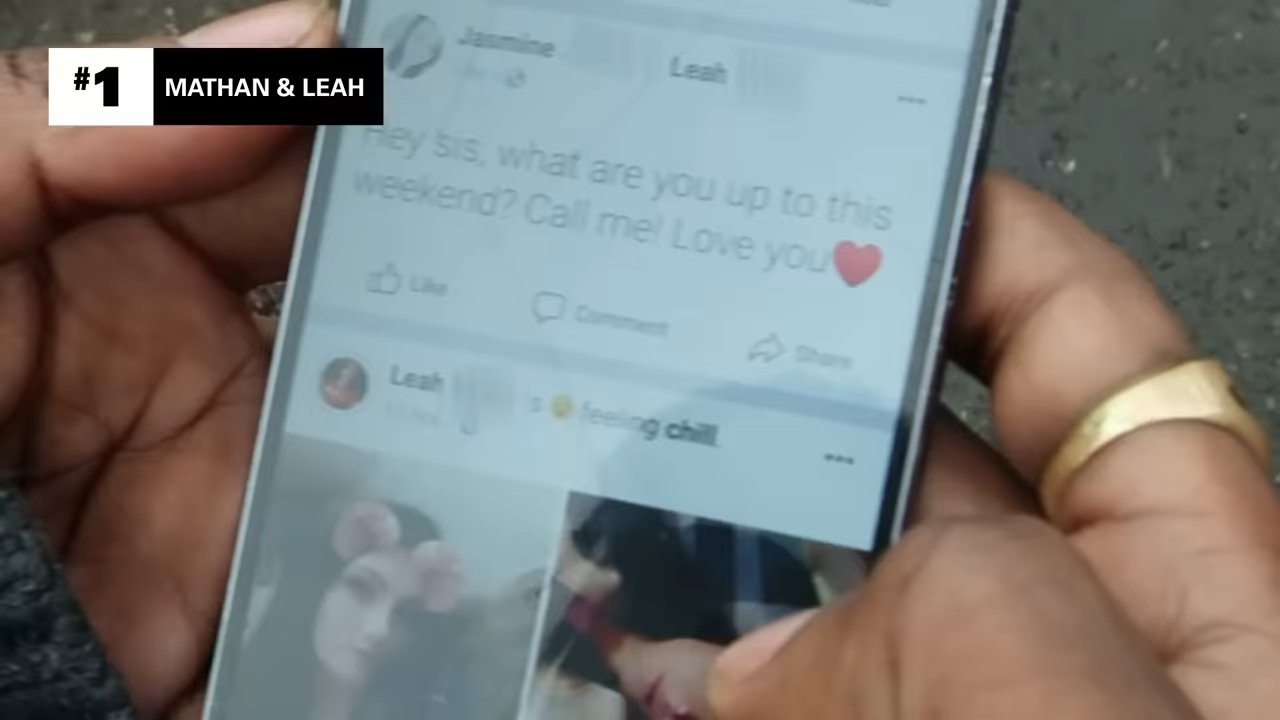 #1 MATHAN & LEAH
Jasmine
Leah
Hey sis, what are you up to this
weekend? Call me! Love you❤️
Like
Comment
Share
Leah
s 😌 feeling chill.